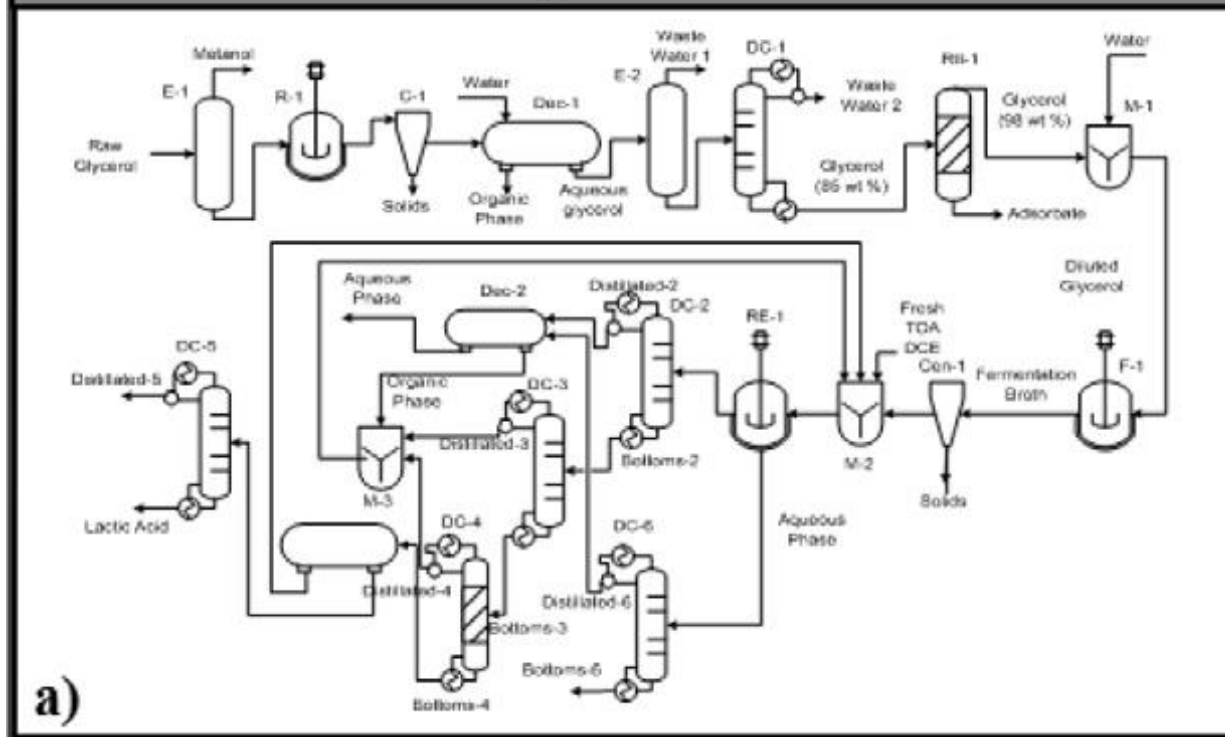 Metanol
E-1
Raw
Glycerol
R-1
C-1
Solids
Water
Dec-1
Organic
Phase
Aqueous
glycerol
Waste
Water 1
E-2
DC-1
Waste
Water 2
Glycerol
(86 wt %)
RB-1
Glycerol
(98 wt %)
Adsorbate
Water
M-1
Diluted
Glycerol
F-1
Fermentation
Broth
Cen-1
Solids
Fresh
TOA
DCE
M-2
RE-1
Aqueous
Phase
Distillated-2
DC-2
Bottoms-2
Dec-2
Aqueous
Phase
Organic
Phase
M-3
DC-3
Distillated-3
Bottoms-3
DC-4
Distillated-4
Bottoms-4
DC-5
Distillated-5
Lactic Acid
DC-6
Distillated-6
Bottoms-6
a)